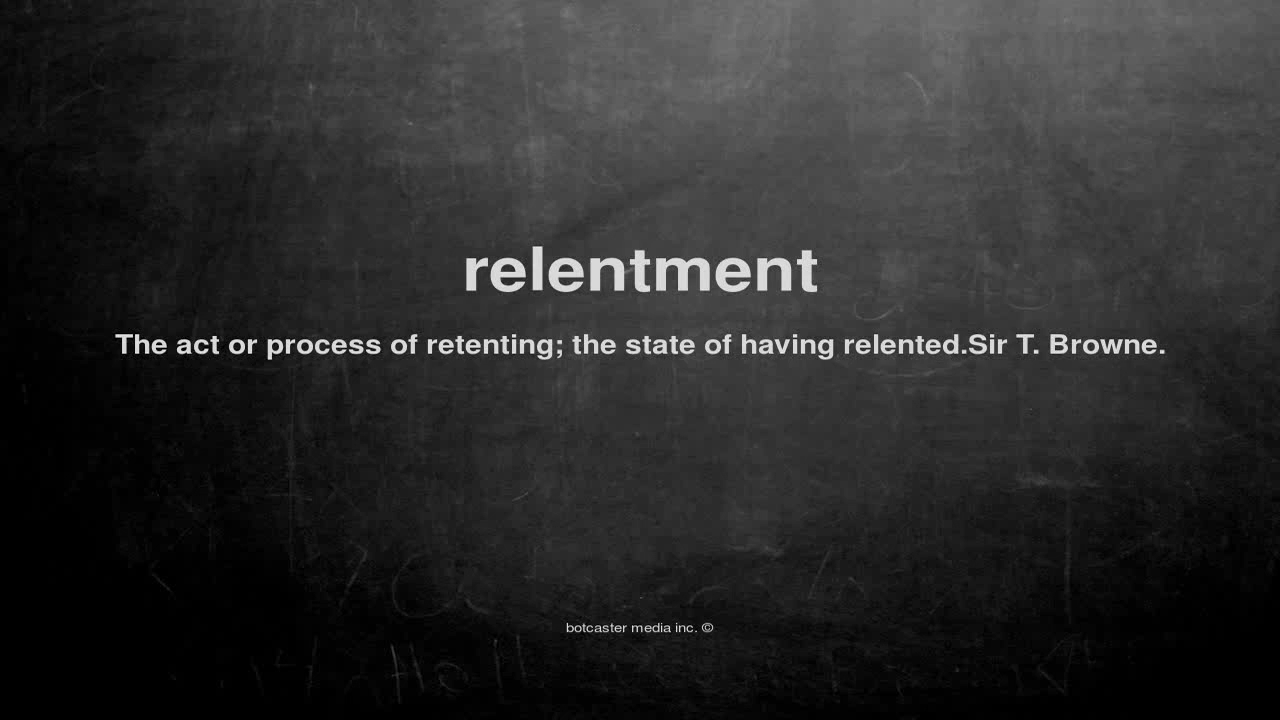 relentment
The act or process of retenting; the state of having relented.Sir T. Browne.
botcaster media inc. ©